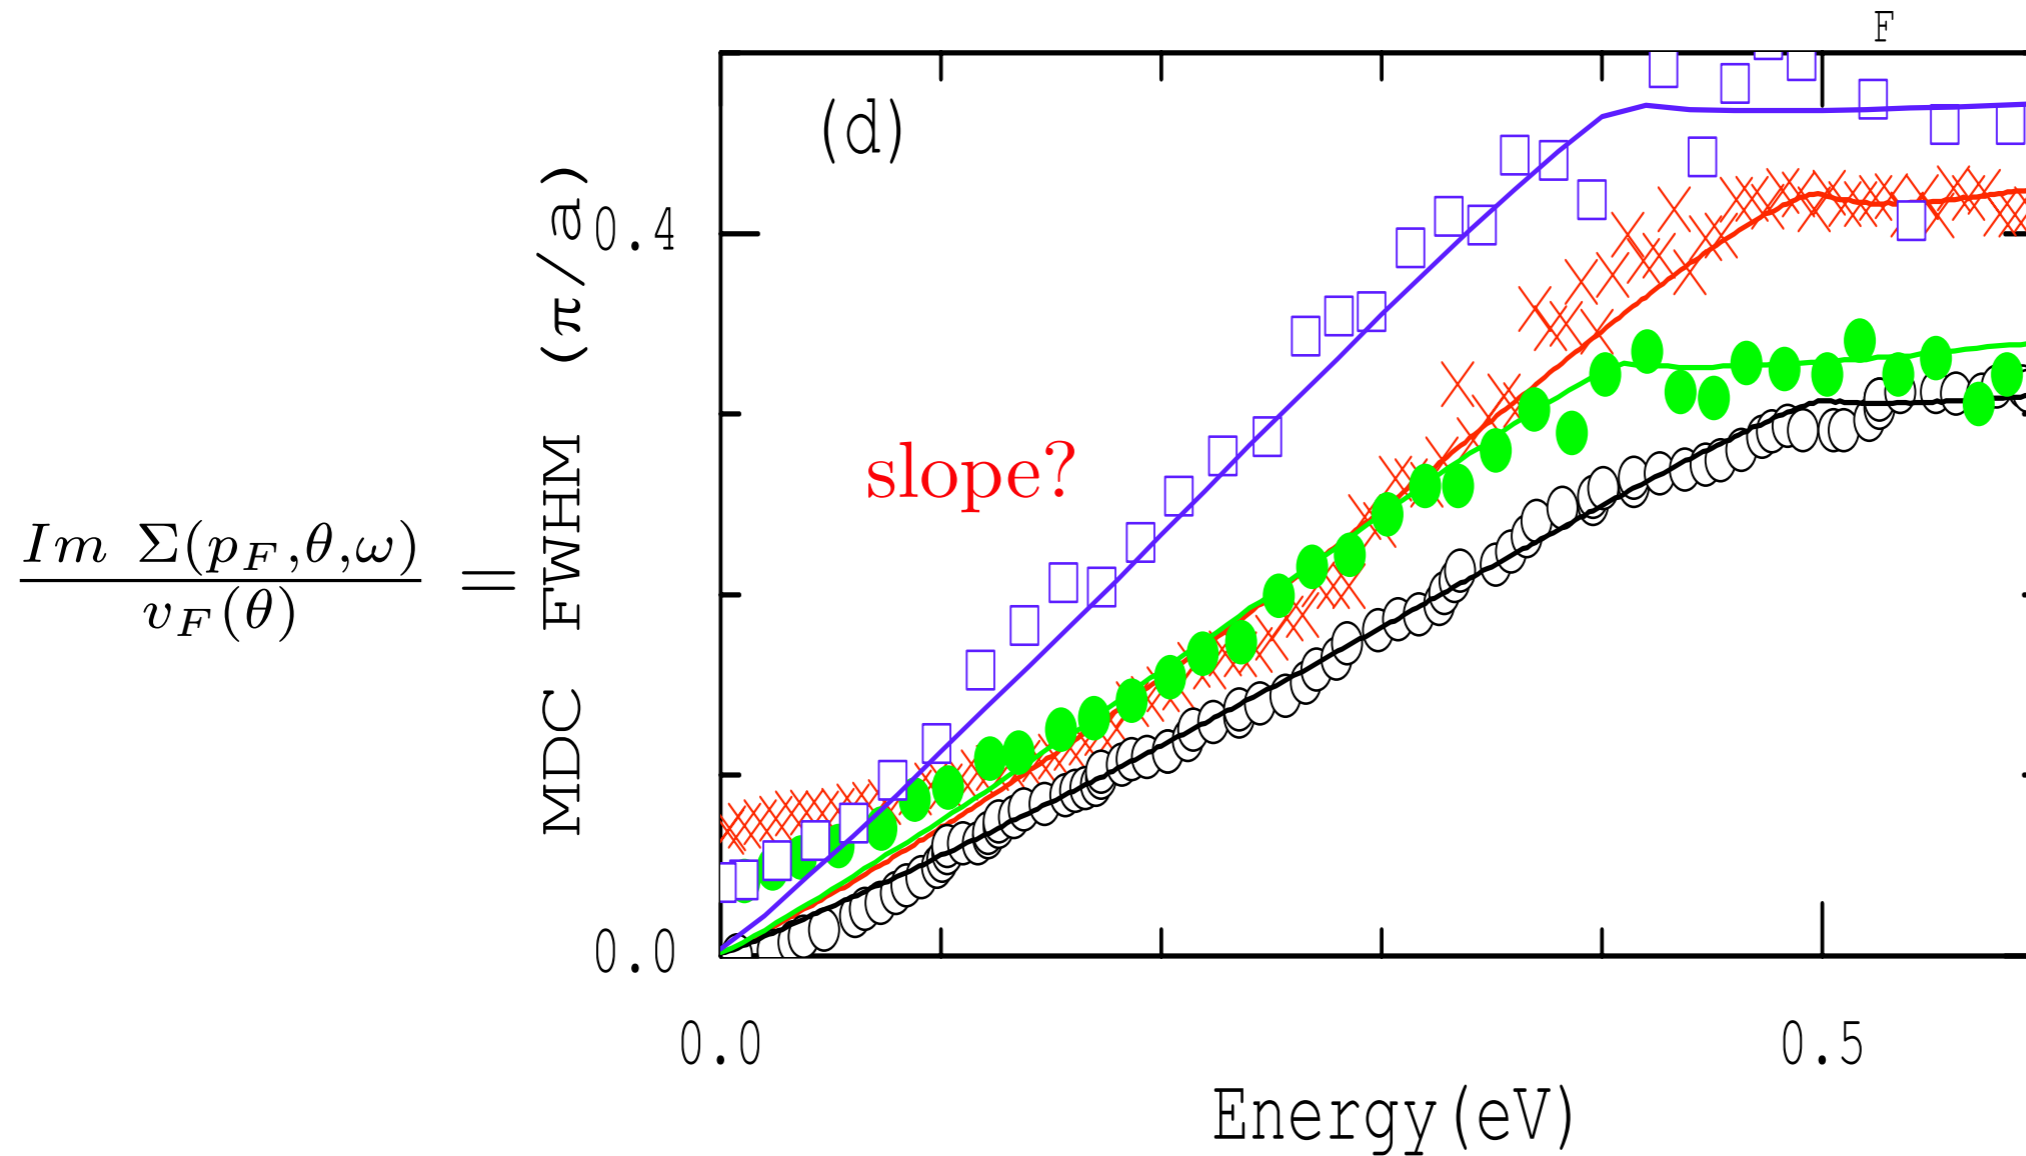 F
(d)
MDC FWHM (π/a)
0.4
slope?
Im Σ(p_F,θ,ω)
v_F(θ)
=
0.0
0.0
0.5
Energy(eV)